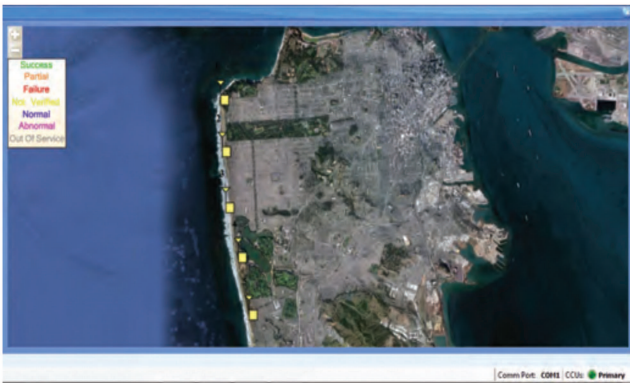 Success
Partial
Failure
Not Verified
Normal
Abnormal
Out Of Service
Comm Port: COM1 CCUs: Primary